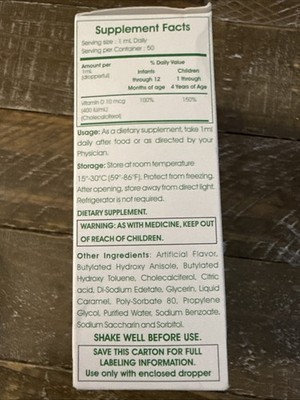 Supplement Facts
Serving size : 1 mL Daily
Serving per Container : 50
Amount per % Daily Value
1mL Infants Children
(dropperful) through 12 1 through
Months of age 4 Years of Age
Vitamin D 10 mcg 100% 150%
(400 IU/mL)
(Cholecalciferol)
Usage: As a dietary supplement, take 1ml
daily after food or as directed by your
Physician.
Storage: Store at room temperature
15°-30°C (59°-86°F). Protect from freezing.
After opening, store away from direct light.
Refrigerator is not required.
DIETARY SUPPLEMENT.
WARNING: AS WITH MEDICINE, KEEP OUT
OF REACH OF CHILDREN.
Other Ingredients: Artificial Flavor,
Butylated Hydroxy Anisole, Butylated
Hydroxy Toluene, Cholecalciferol, Citric
acid, Di-Sodium Edetate, Glycerin, Liquid
Caramel, Poly-Sorbate 80, Propylene
Glycol, Purified Water, Sodium Benzoate,
Sodium Saccharin and Sorbitol.
SHAKE WELL BEFORE USE.
SAVE THIS CARTON FOR FULL
LABELING INFORMATION.
Use only with enclosed dropper